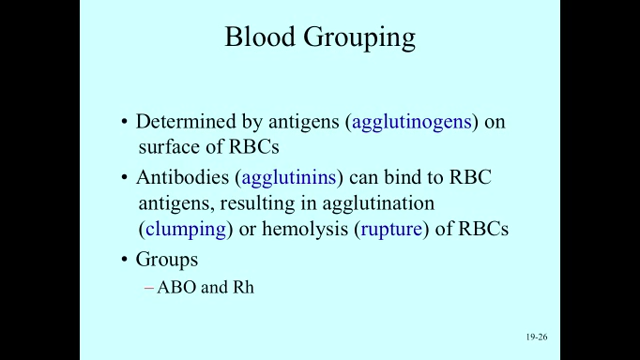 Blood Grouping
• Determined by antigens (agglutinogens) on
surface of RBCs
• Antibodies (agglutinins) can bind to RBC
antigens, resulting in agglutination
(clumping) or hemolysis (rupture) of RBCs
• Groups
– ABO and Rh
19-26